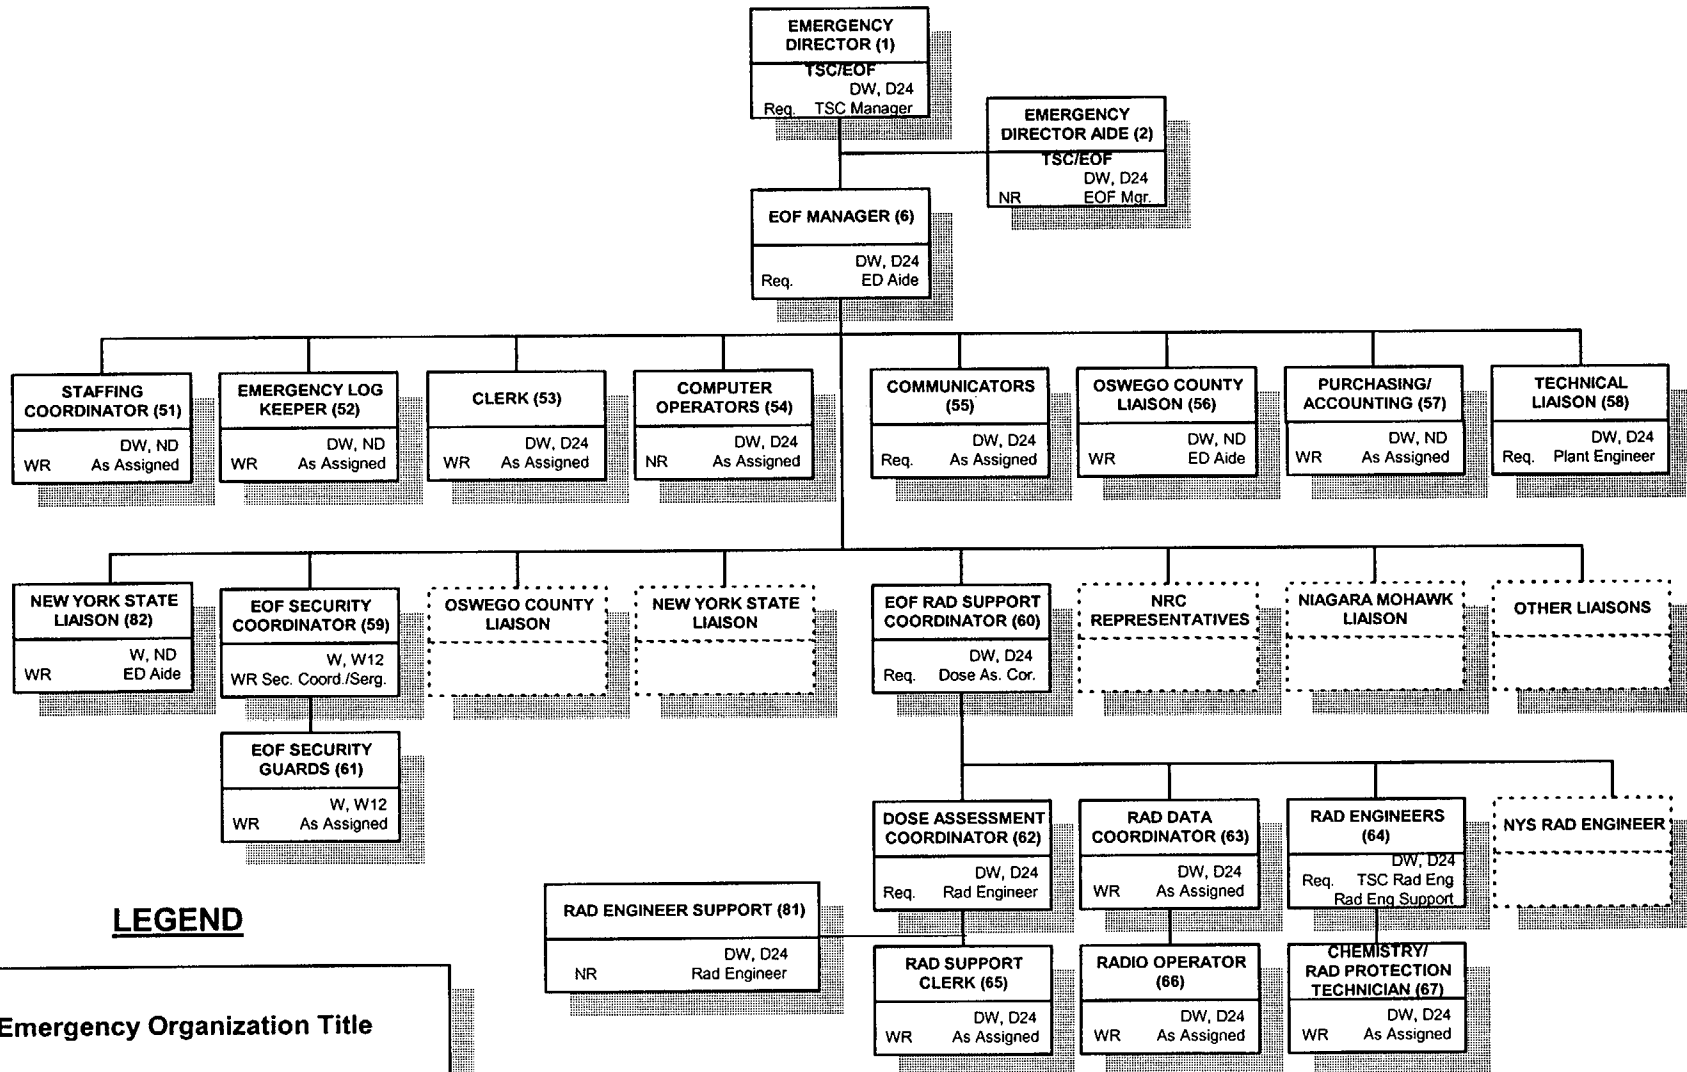 EMERGENCY
DIRECTOR (1)
TSC/EOF
DW, D24
Req. TSC Manager
EMERGENCY
DIRECTOR AIDE (2)
TSC/EOF
DW, D24
NR EOF Mgr.
EOF MANAGER (6)
DW, D24
Req. ED Aide
STAFFING
COORDINATOR (51)
DW, ND
WR As Assigned
EMERGENCY LOG
KEEPER (52)
DW, ND
WR As Assigned
CLERK (53)
DW, D24
WR As Assigned
COMPUTER
OPERATORS (54)
DW, D24
NR As Assigned
COMMUNICATORS
(55)
DW, D24
Req. As Assigned
OSWEGO COUNTY
LIAISON (56)
DW, ND
WR ED Aide
PURCHASING/
ACCOUNTING (57)
DW, ND
WR As Assigned
TECHNICAL
LIAISON (58)
DW, D24
Req. Plant Engineer
NEW YORK STATE
LIAISON (82)
W, ND
WR ED Aide
EOF SECURITY
COORDINATOR (59)
W, W12
WR Sec. Coord./Serg.
OSWEGO COUNTY
LIAISON
NEW YORK STATE
LIAISON
EOF RAD SUPPORT
COORDINATOR (60)
DW, D24
Req. Dose As. Cor.
NRC
REPRESENTATIVES
NIAGARA MOHAWK
LIAISON
OTHER LIAISONS
EOF SECURITY
GUARDS (61)
W, W12
WR As Assigned
DOSE ASSESSMENT
COORDINATOR (62)
DW, D24
Req. Rad Engineer
RAD DATA
COORDINATOR (63)
DW, D24
WR As Assigned
RAD ENGINEERS
(64)
DW, D24
Req. TSC Rad Eng
Rad Eng Support
NYS RAD ENGINEER
RAD ENGINEER SUPPORT (81)
DW, D24
NR Rad Engineer
RAD SUPPORT
CLERK (65)
DW, D24
WR As Assigned
RADIO OPERATOR
(66)
DW, D24
WR As Assigned
CHEMISTRY/
RAD PROTECTION
TECHNICIAN (67)
DW, D24
WR As Assigned
LEGEND
Emergency Organization Title